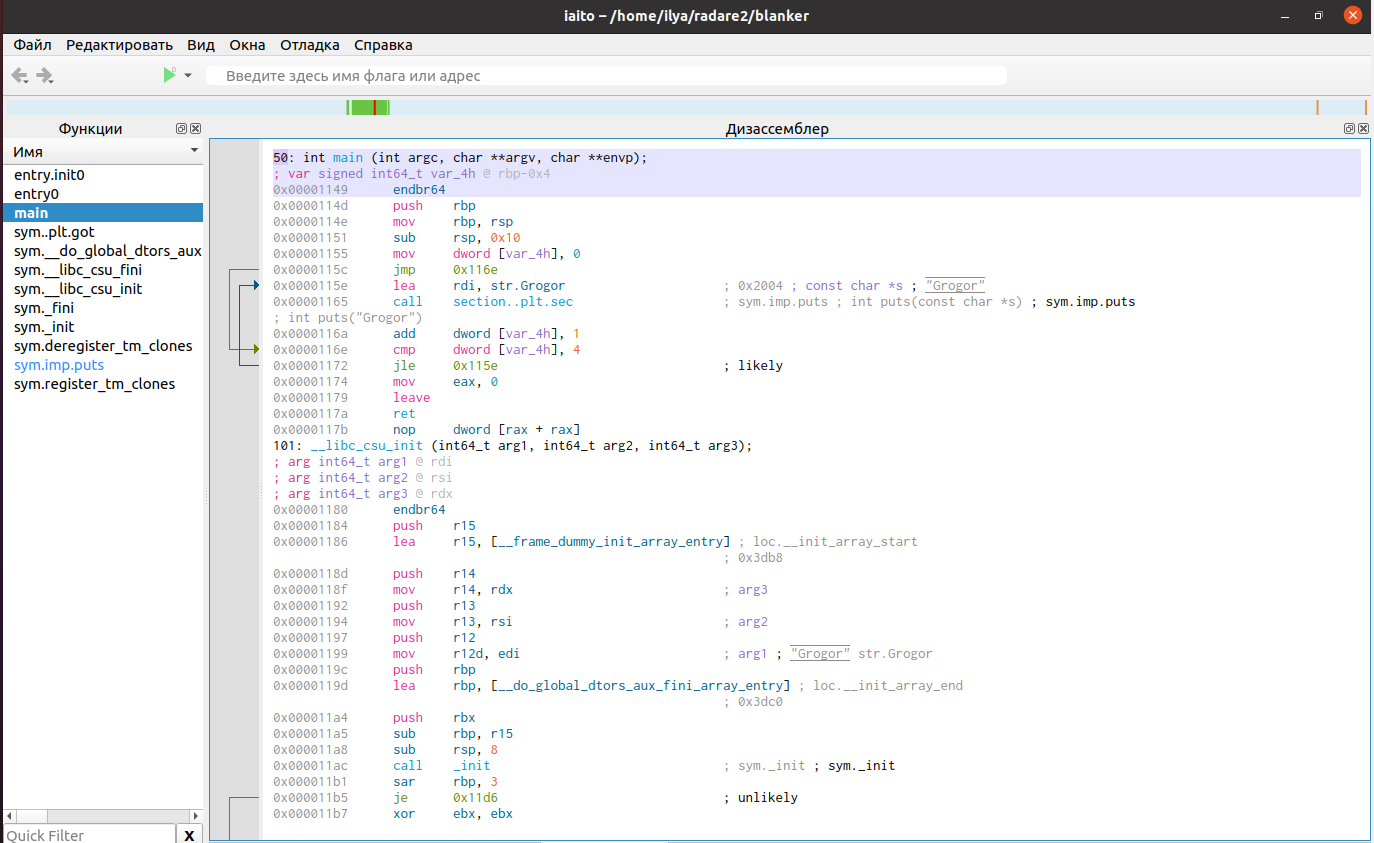 iaito – /home/ilya/radare2/blanker
Файл Редактировать Вид Окна Отладка Справка
Введите здесь имя флага или адрес
Функции
Имя
entry.init0
entry0
main
sym..plt.got
sym.__do_global_dtors_aux
sym.__libc_csu_fini
sym.__libc_csu_init
sym._fini
sym._init
sym.deregister_tm_clones
sym.imp.puts
sym.register_tm_clones
Quick Filter X
Дизассемблер
50: int main (int argc, char **argv, char **envp);
; var signed int64_t var_4h @ rbp-0x4
0x00001149 endbr64
0x0000114d push rbp
0x0000114e mov rbp, rsp
0x00001151 sub rsp, 0x10
0x00001155 mov dword [var_4h], 0
0x0000115c jmp 0x116e
0x0000115e lea rdi, str.Grogor ; 0x2004 ; const char *s ; "Grogor"
0x00001165 call section..plt.sec ; sym.imp.puts ; int puts(const char *s) ; sym.imp.puts
; int puts("Grogor")
0x0000116a add dword [var_4h], 1
0x0000116e cmp dword [var_4h], 4
0x00001172 jle 0x115e ; likely
0x00001174 mov eax, 0
0x00001179 leave
0x0000117a ret
0x0000117b nop dword [rax + rax]
101: __libc_csu_init (int64_t arg1, int64_t arg2, int64_t arg3);
; arg int64_t arg1 @ rdi
; arg int64_t arg2 @ rsi
; arg int64_t arg3 @ rdx
0x00001180 endbr64
0x00001184 push r15
0x00001186 lea r15, [__frame_dummy_init_array_entry] ; loc.__init_array_start
; 0x3db8
0x0000118d push r14
0x0000118f mov r14, rdx ; arg3
0x00001192 push r13
0x00001194 mov r13, rsi ; arg2
0x00001197 push r12
0x00001199 mov r12d, edi ; arg1 ; "Grogor" str.Grogor
0x0000119c push rbp
0x0000119d lea rbp, [__do_global_dtors_aux_fini_array_entry] ; loc.__init_array_end
; 0x3dc0
0x000011a4 push rbx
0x000011a5 sub rbp, r15
0x000011a8 sub rsp, 8
0x000011ac call _init ; sym._init ; sym._init
0x000011b1 sar rbp, 3
0x000011b5 je 0x11d6 ; unlikely
0x000011b7 xor ebx, ebx